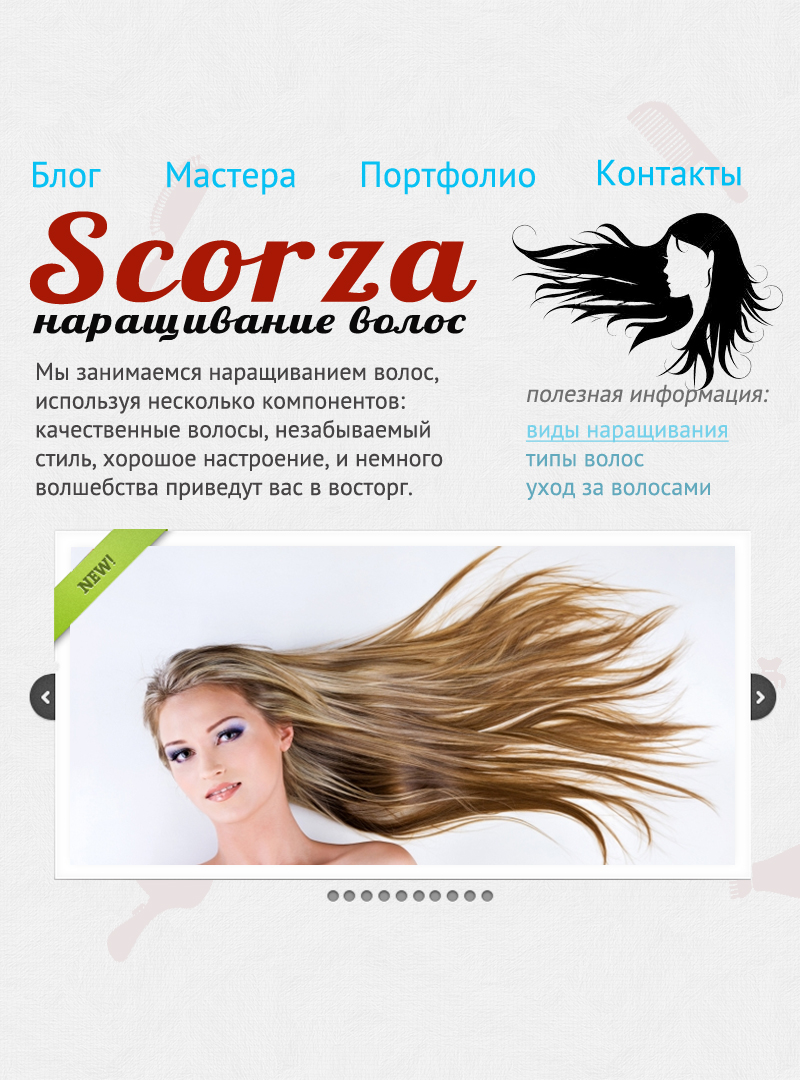 Блог Мастера Портфолио Контакты
Scorza
наращивание волос
Мы занимаемся наращиванием волос,
используя несколько компонентов:
качественные волосы, незабываемый
стиль, хорошое настроение, и немного
волшебства приведут вас в восторг.
полезная информация:
виды наращивания
типы волос
уход за волосами
NEW!